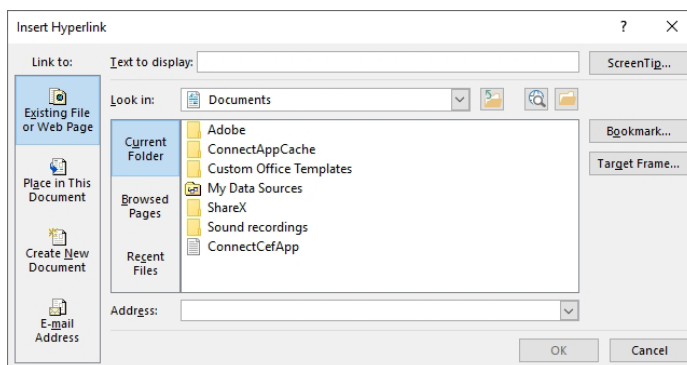 Insert Hyperlink
?
Link to:
Text to display:
ScreenTip...
Existing File
or Web Page
Place in This
Document
Create New
Document
E-mail
Address
Look in:
Documents
Current
Folder
Browsed
Pages
Recent
Files
Adobe
ConnectAppCache
Custom Office Templates
My Data Sources
ShareX
Sound recordings
ConnectCefApp
Bookmark...
Target Frame...
Address:
OK
Cancel